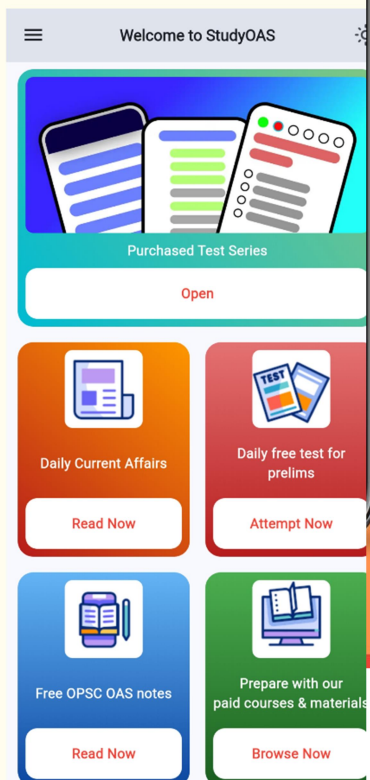 Welcome to StudyOAS
Purchased Test Series
Open
TEST
Daily Current Affairs
Read Now
Daily free test for
prelims
Attempt Now
Free OPSC OAS notes
Read Now
Prepare with our
paid courses & materials
Browse Now